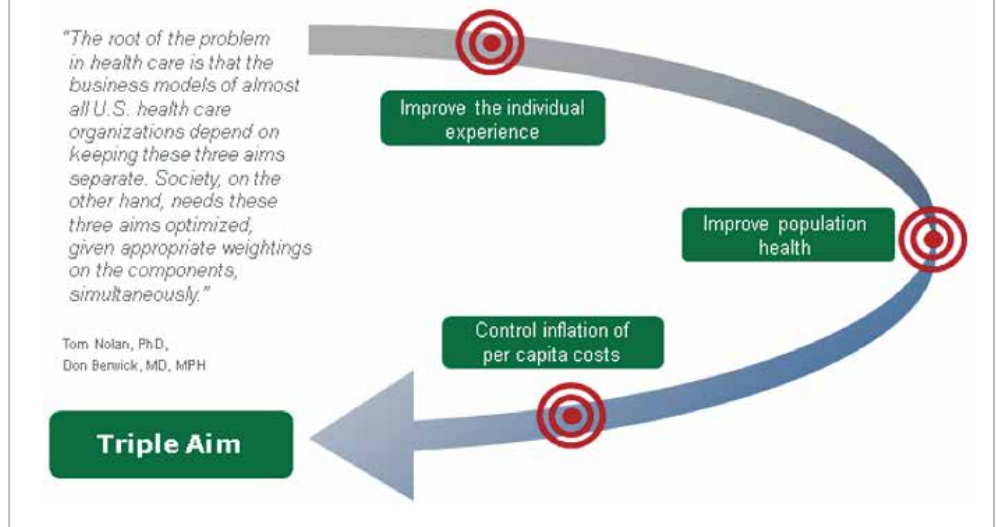 "The root of the problem
in health care is that the
business models of almost
all U.S. health care
organizations depend on
keeping these three aims
separate. Society, on the
other hand, needs these
three aims optimized,
given appropriate weightings
on the components,
simultaneously."
Tom Nolan, PhD,
Don Berwick, MD, MPH
Improve the individual
experience
Improve population
health
Control inflation of
per capita costs
Triple Aim